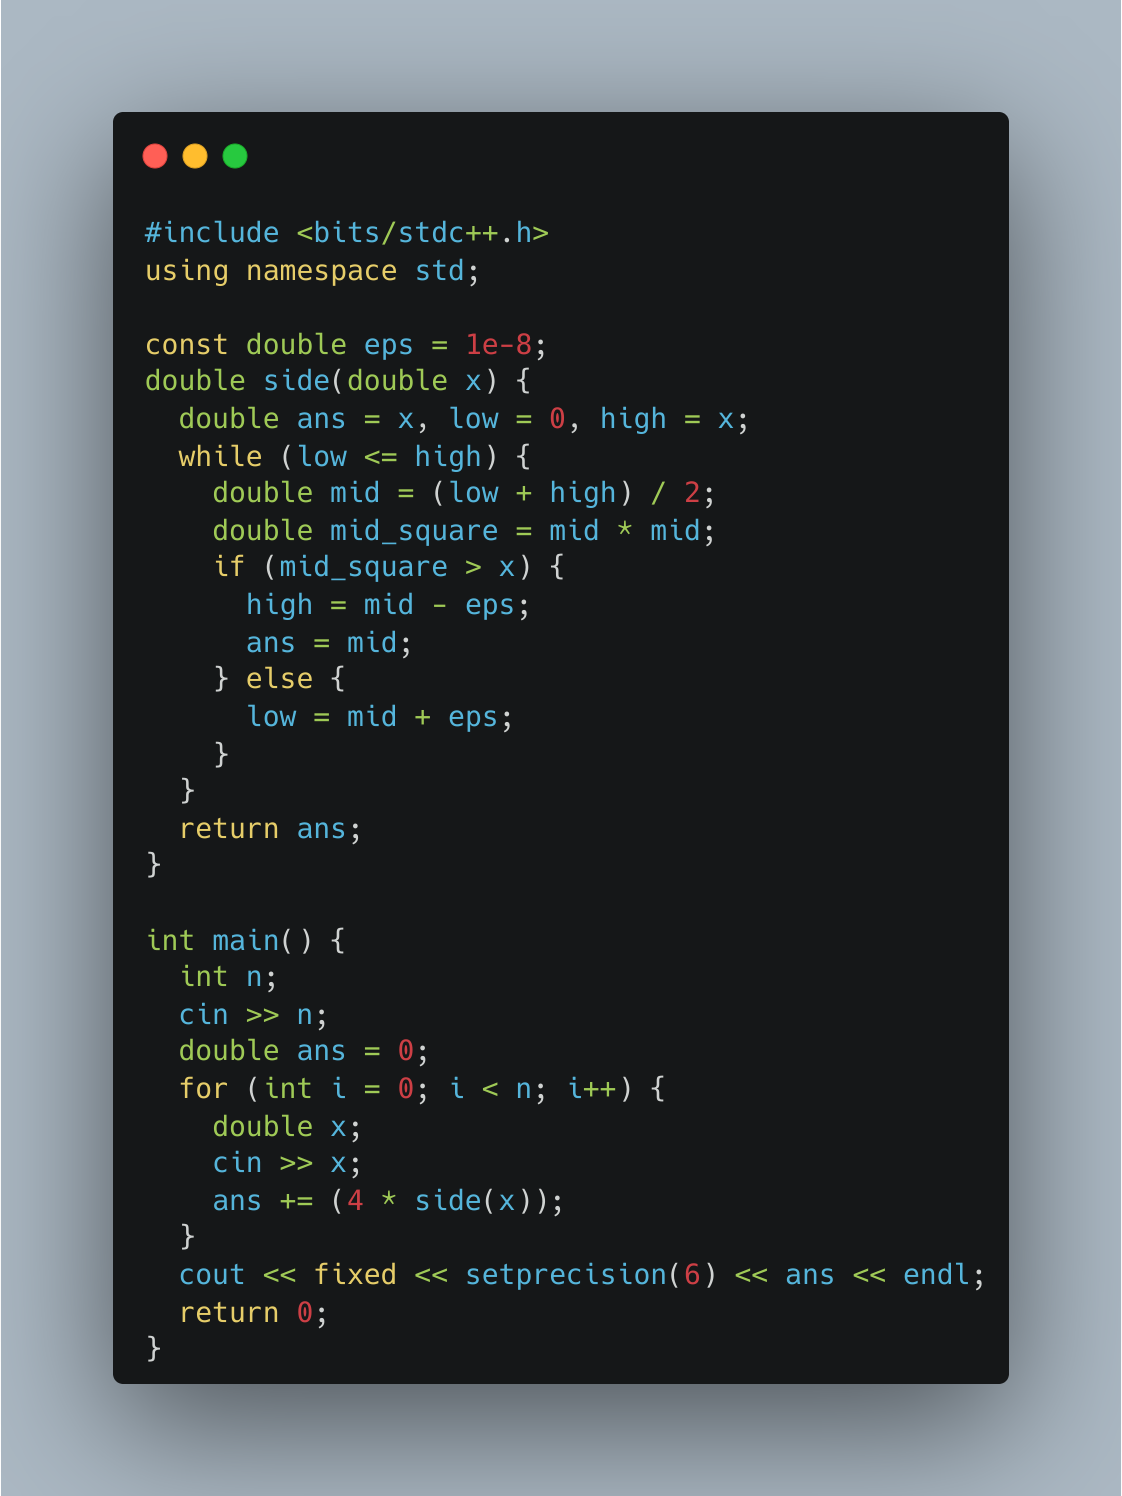 #include <bits/stdc++.h>
using namespace std;

const double eps = 1e-8;
double side(double x) {
  double ans = x, low = 0, high = x;
  while (low <= high) {
    double mid = (low + high) / 2;
    double mid_square = mid * mid;
    if (mid_square > x) {
      high = mid - eps;
      ans = mid;
    } else {
      low = mid + eps;
    }
  }
  return ans;
}

int main() {
  int n;
  cin >> n;
  double ans = 0;
  for (int i = 0; i < n; i++) {
    double x;
    cin >> x;
    ans += (4 * side(x));
  }
  cout << fixed << setprecision(6) << ans << endl;
  return 0;
}